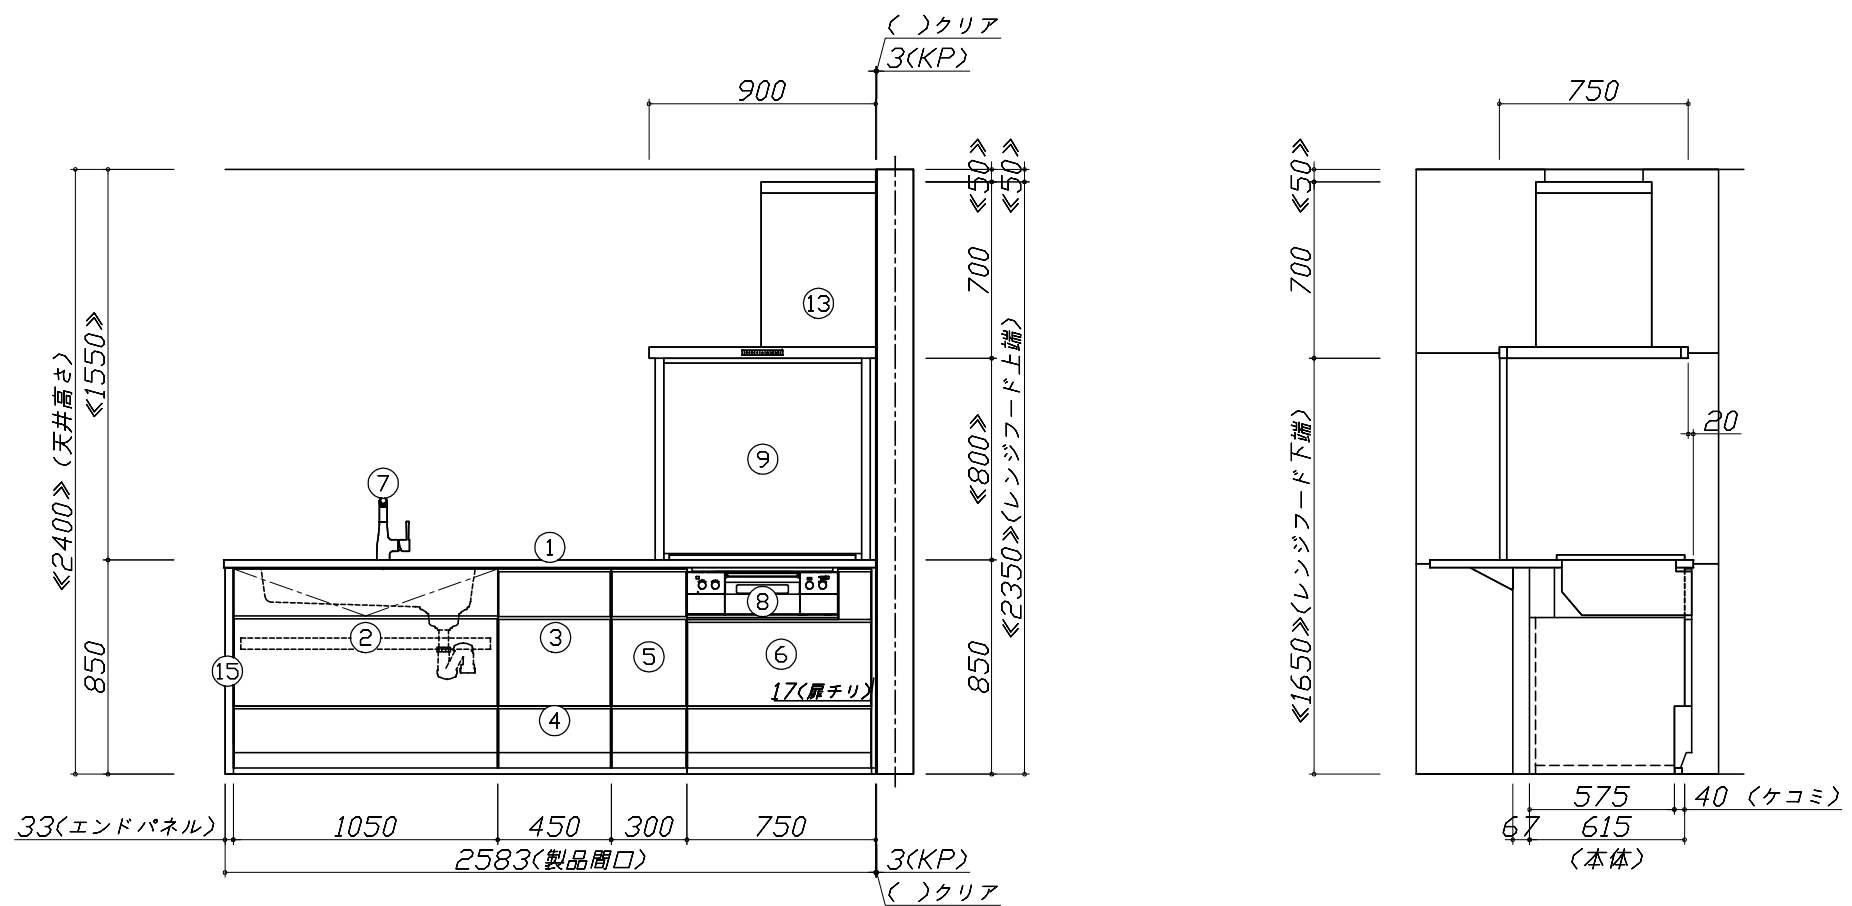 ( )クリア
3(KP)
900
750
≪50≫
≪50≫
≪50≫
700
700
13
≪1550≫
≪2400≫(天井高さ)
≪2350≫(レンジフード上端)
≪800≫
≪1650≫(レンジフード下端)
20
9
7
1
8
2
3
5
6
15
17(扉チリ)
4
850
850
33(エンドパネル)
1050
450
300
750
2583(製品間口)
3(KP)
( )クリア
575
40 (ケコミ)
67
615
(本体)